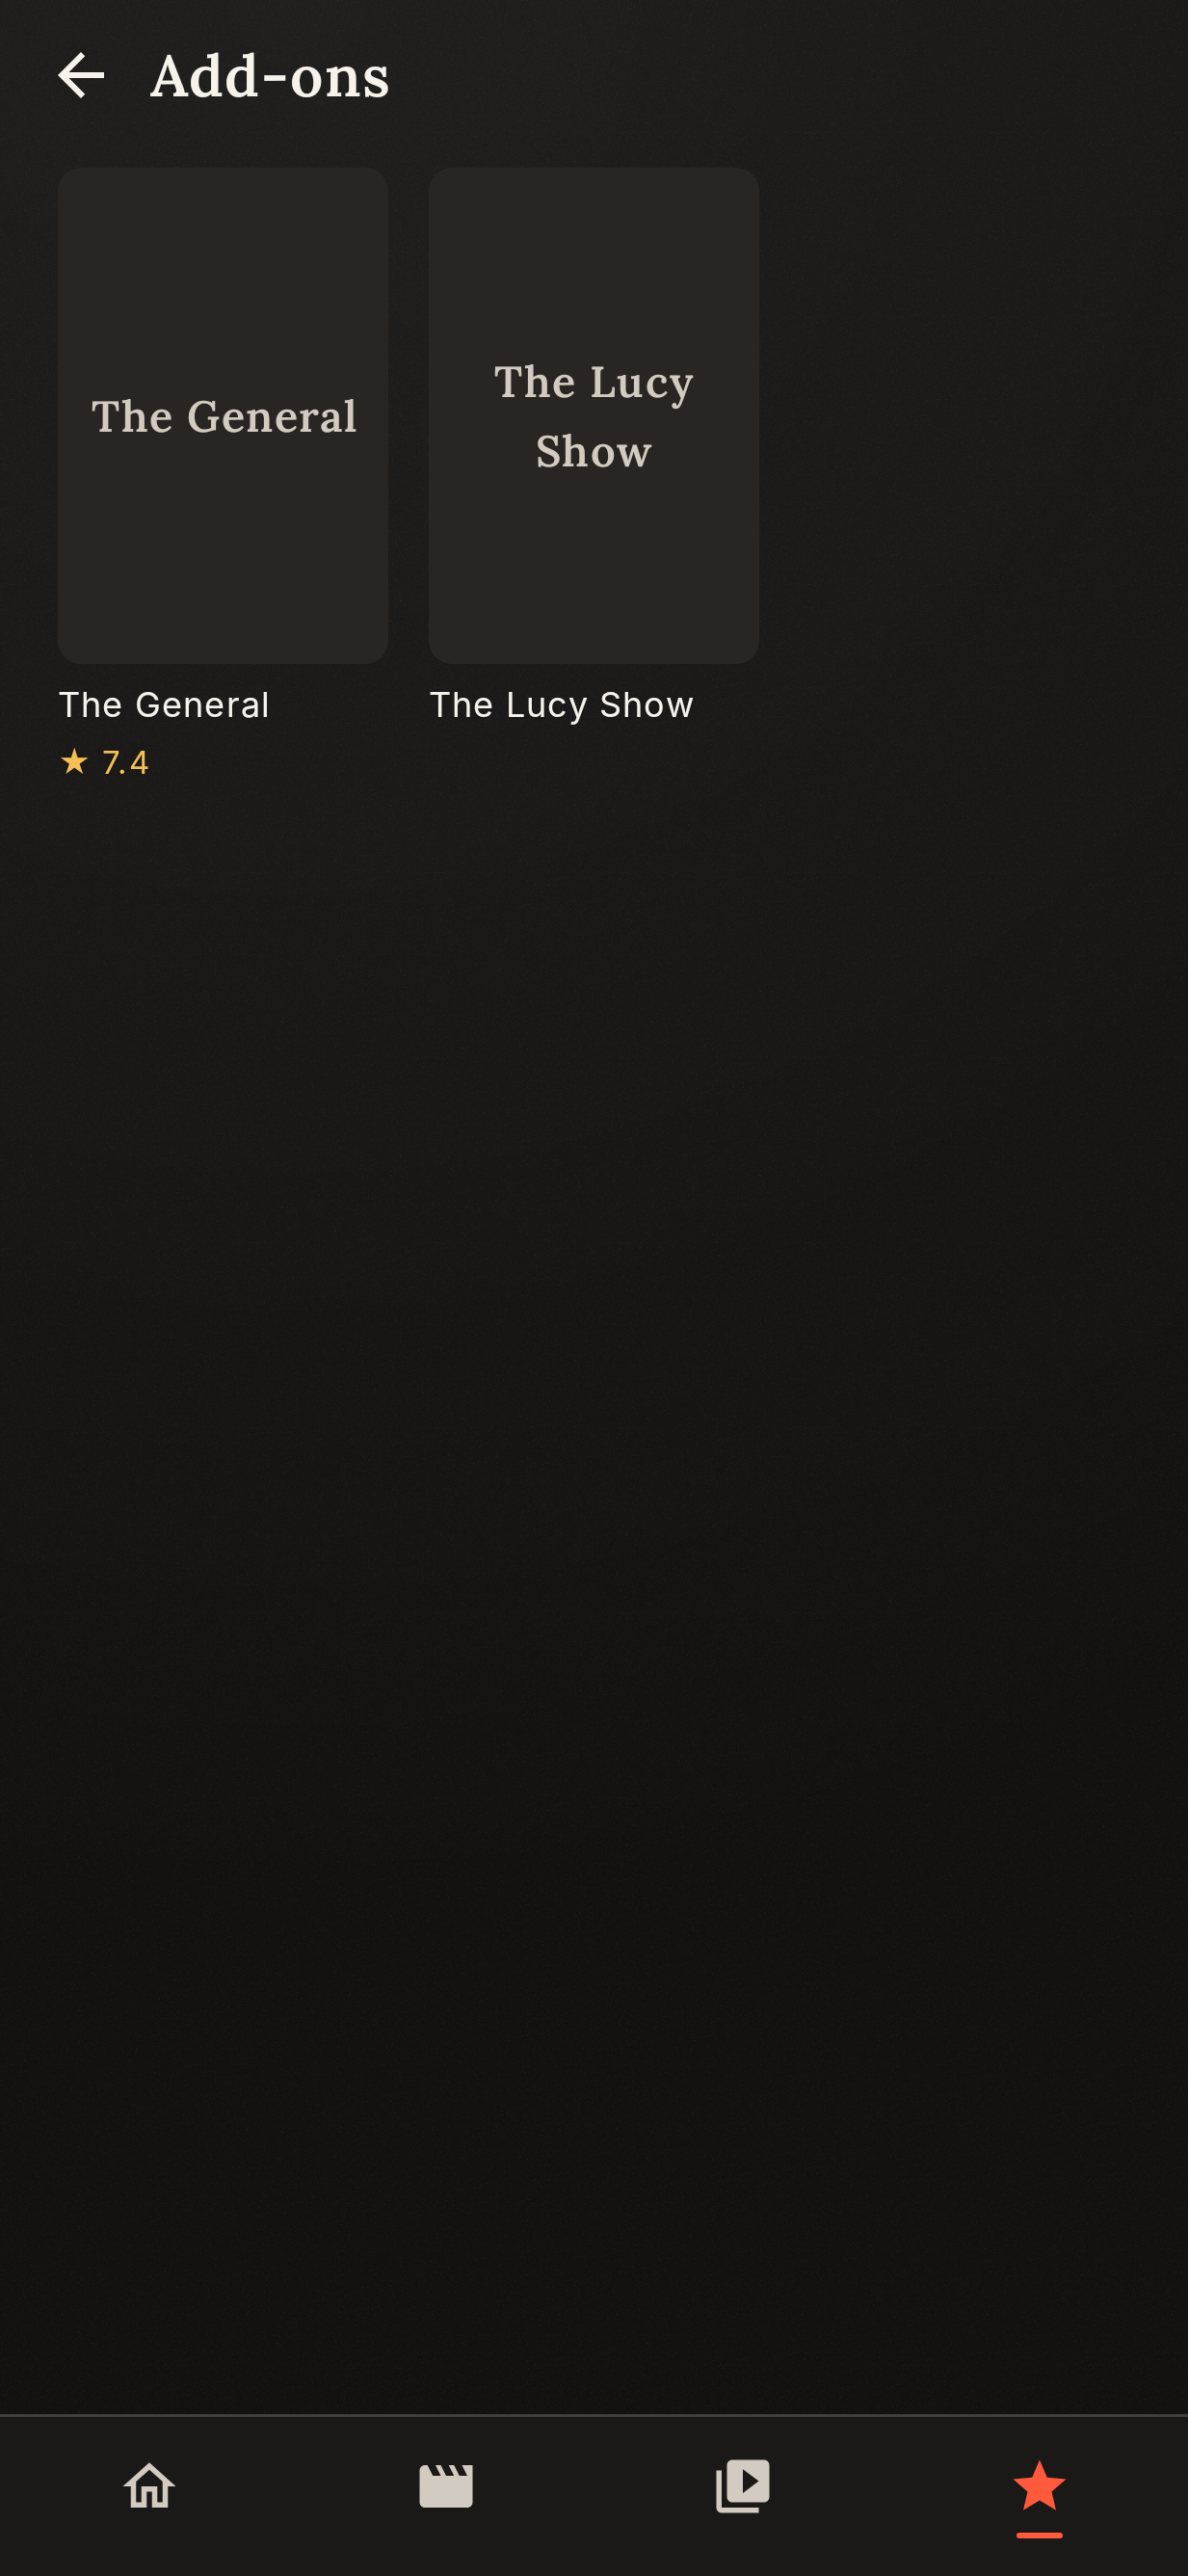 Add-ons
The General
The Lucy
Show
The General
The Lucy Show
★ 7.4